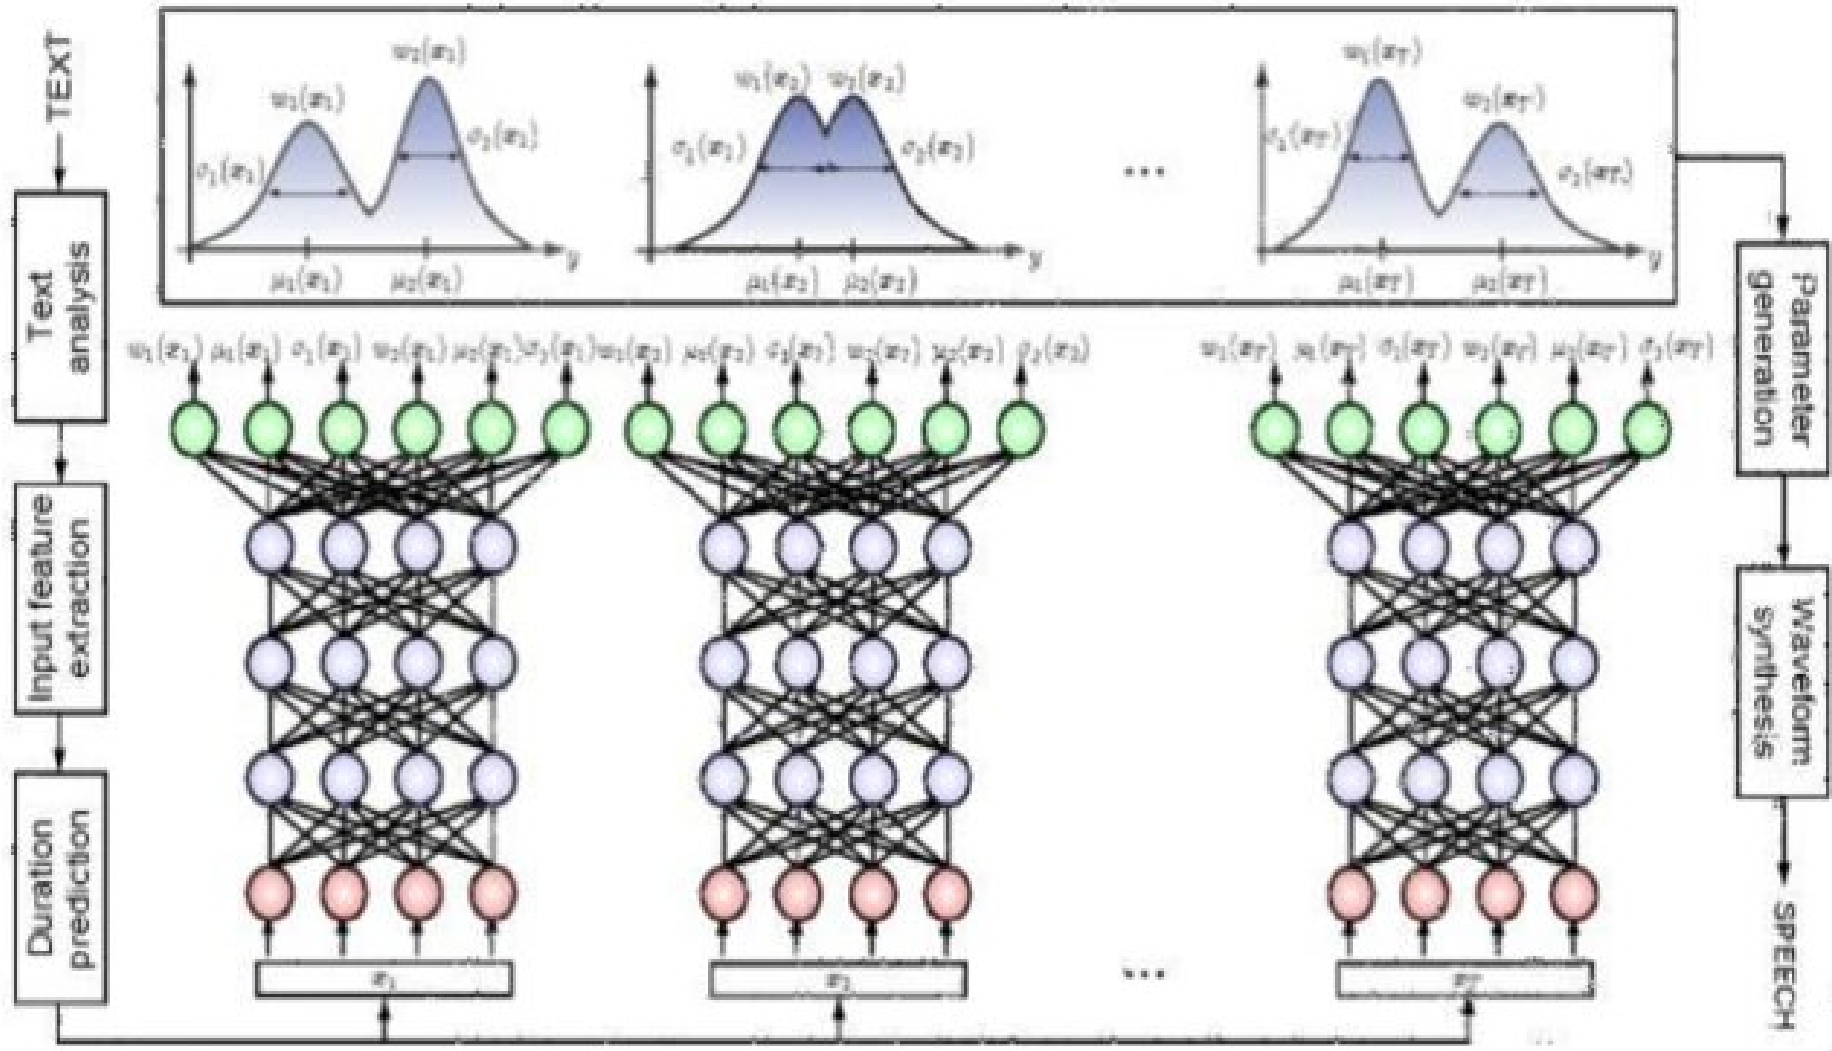 TEXT
Text
analysis
Input feature
extraction
Duration
prediction
w₂(x₁)
w₁(x₁)
σ₁(x₁)
σ₂(x₁)
μ₁(x₁) μ₂(x₁)
y
w₁(x₂) w₂(x₂)
σ₂(x₂)
μ₁(x₂) μ₂(x₂)
y
...
w₁(x_T)
w₂(x_T)
σ₁(x_T)
σ₂(x_T)
μ₁(x_T) μ₂(x_T)
y
w₁(x₁) μ₁(x₁) σ₁(x₁) w₂(x₁) μ₂(x₁) σ₂(x₁) w₁(x₂) μ₁(x₂) σ₁(x₂) w₂(x₂) μ₂(x₂) σ₂(x₂)
w₁(x_T) μ₁(x_T) σ₁(x_T) w₂(x_T) μ₂(x_T) σ₂(x_T)
x₁
x₂
...
x_T
Parameter
generation
Waveform
synthesis
SPEECH